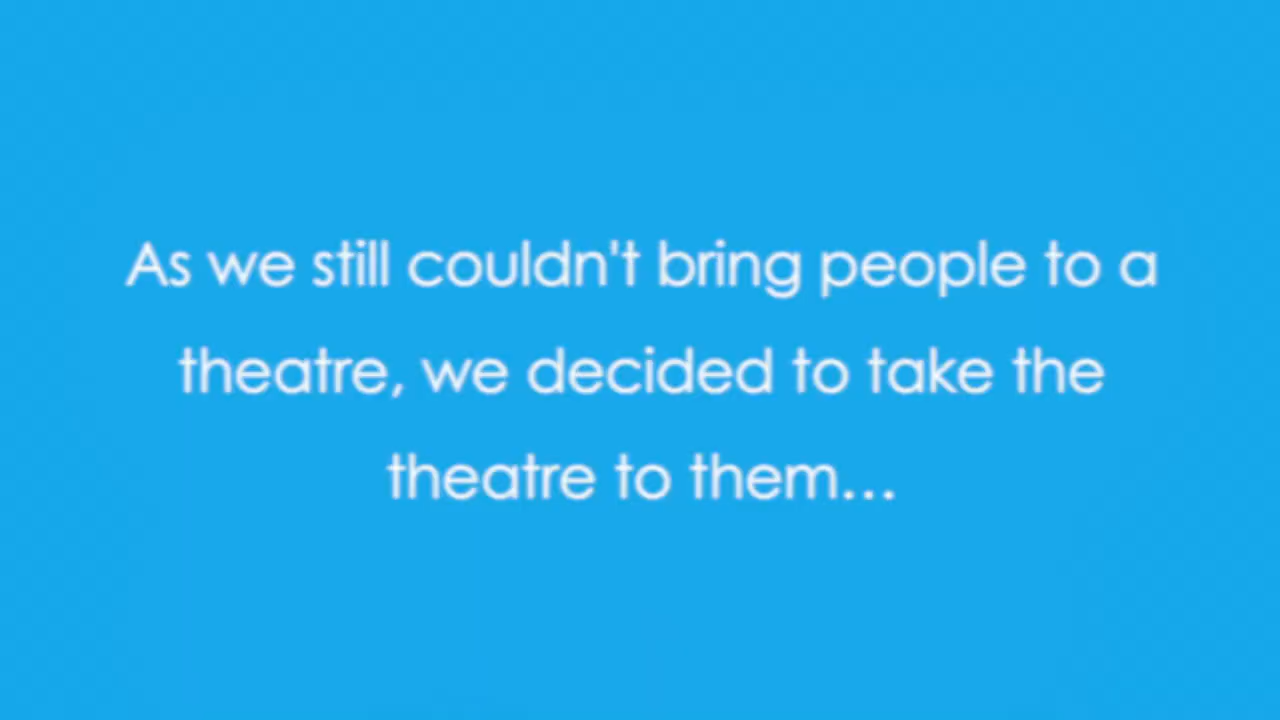 As we still couldn't bring people to a
theatre, we decided to take the
theatre to them...